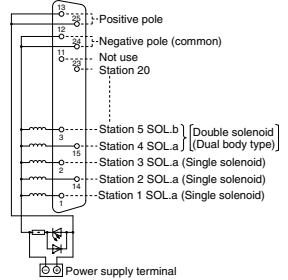 13
25 Positive pole
12
24 Negative pole (common)
11 Not use
23 Station 20
3 Station 5 SOL.b
15 Station 4 SOL.a
Double solenoid
(Dual body type)
2 Station 3 SOL.a (Single solenoid)
14 Station 2 SOL.a (Single solenoid)
1 Station 1 SOL.a (Single solenoid)
Power supply terminal